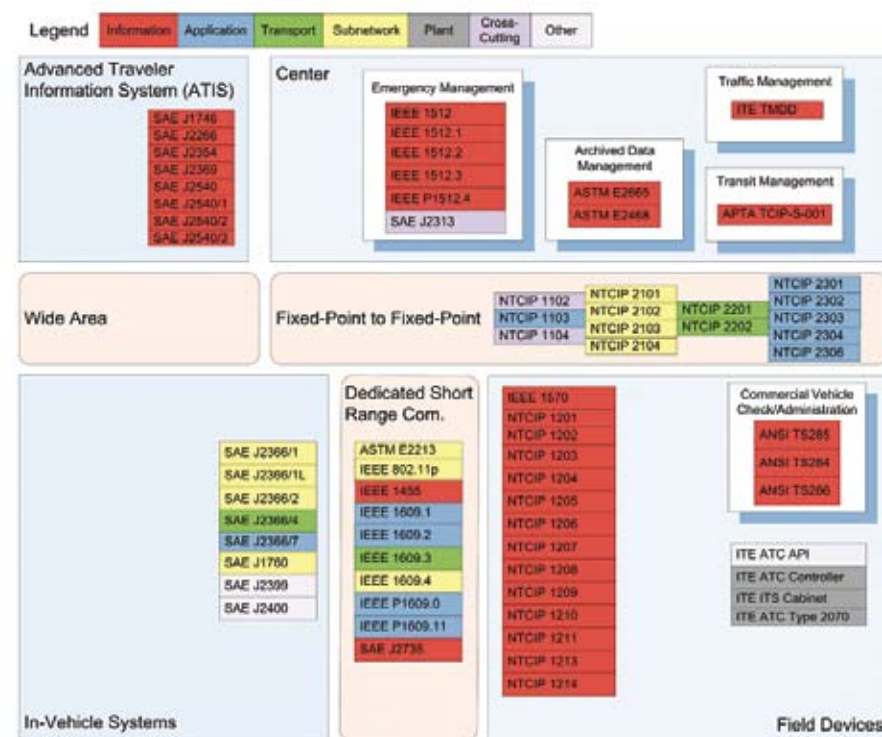 Legend
Information
Application
Transport
Subnetwork
Plant
Cross-
Cutting
Other
Advanced Traveler
Information System (ATIS)
SAE J1746
SAE J2266
SAE J2354
SAE J2369
SAE J2540
SAE J2540/1
SAE J2540/2
SAE J2540/3
Center
Emergency Management
IEEE 1512
IEEE 1512.1
IEEE 1512.2
IEEE 1512.3
IEEE P1512.4
SAE J2313
Archived Data
Management
ASTM E2665
ASTM E2468
Traffic Management
ITE TMDD
Transit Management
APTA TCIP-S-001
Wide Area
Fixed-Point to Fixed-Point
NTCIP 1102
NTCIP 1103
NTCIP 1104
NTCIP 2101
NTCIP 2102
NTCIP 2103
NTCIP 2104
NTCIP 2201
NTCIP 2202
NTCIP 2301
NTCIP 2302
NTCIP 2303
NTCIP 2304
NTCIP 2306
SAE J2366/1
SAE J2366/1L
SAE J2366/2
SAE J2366/4
SAE J2366/7
SAE J1760
SAE J2399
SAE J2400
In-Vehicle Systems
Dedicated Short
Range Com.
ASTM E2213
IEEE 802.11p
IEEE 1455
IEEE 1609.1
IEEE 1609.2
IEEE 1609.3
IEEE 1609.4
IEEE P1609.0
IEEE P1609.11
SAE J2735
IEEE 1570
NTCIP 1201
NTCIP 1202
NTCIP 1203
NTCIP 1204
NTCIP 1205
NTCIP 1206
NTCIP 1207
NTCIP 1208
NTCIP 1209
NTCIP 1210
NTCIP 1211
NTCIP 1213
NTCIP 1214
Commercial Vehicle
Check/Administration
ANSI TS285
ANSI TS284
ANSI TS286
ITE ATC API
ITE ATC Controller
ITE ITS Cabinet
ITE ATC Type 2070
Field Devices